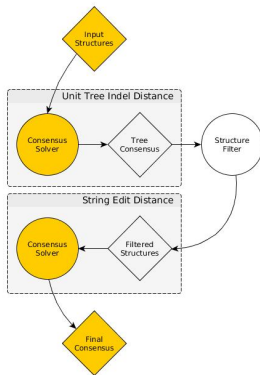 Input
Structures
Unit Tree Indel Distance
Consensus
Solver
Tree
Consensus
Structure
Filter
String Edit Distance
Consensus
Solver
Filtered
Structures
Final
Consensus